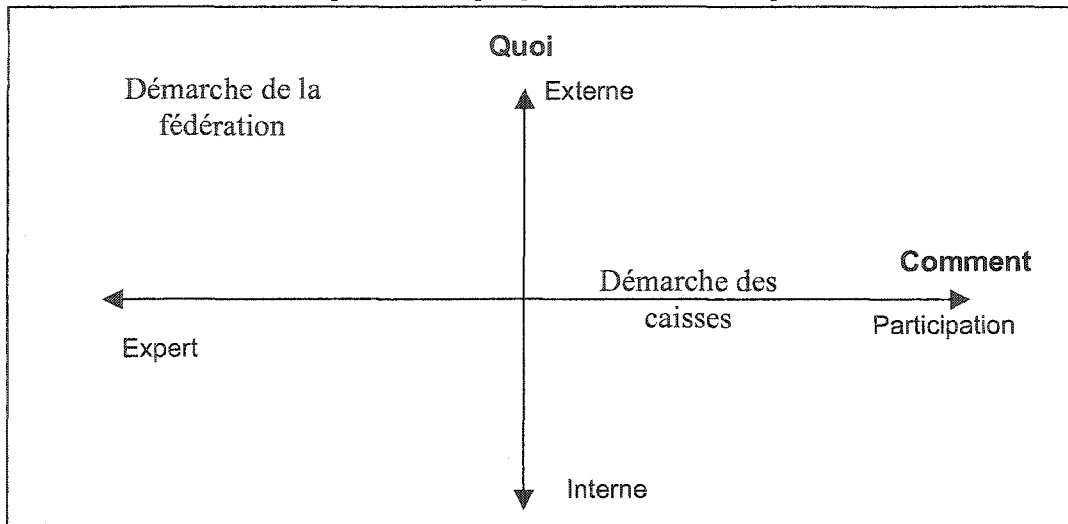 Quoi
Démarche de la
fédération
Externe
Comment
Démarche des
caisses
Participation
Expert
Interne